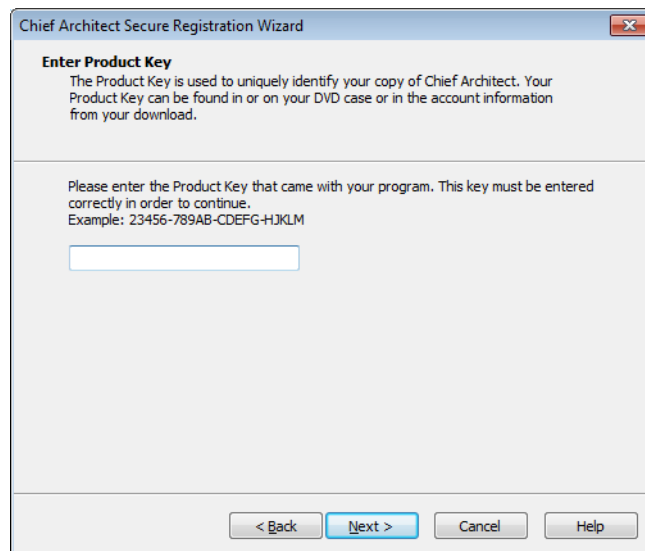 Chief Architect Secure Registration Wizard
Enter Product Key
The Product Key is used to uniquely identify your copy of Chief Architect. Your
Product Key can be found in or on your DVD case or in the account information
from your download.
Please enter the Product Key that came with your program. This key must be entered
correctly in order to continue.
Example: 23456-789AB-CDEFG-HJKLM
< Back Next > Cancel Help